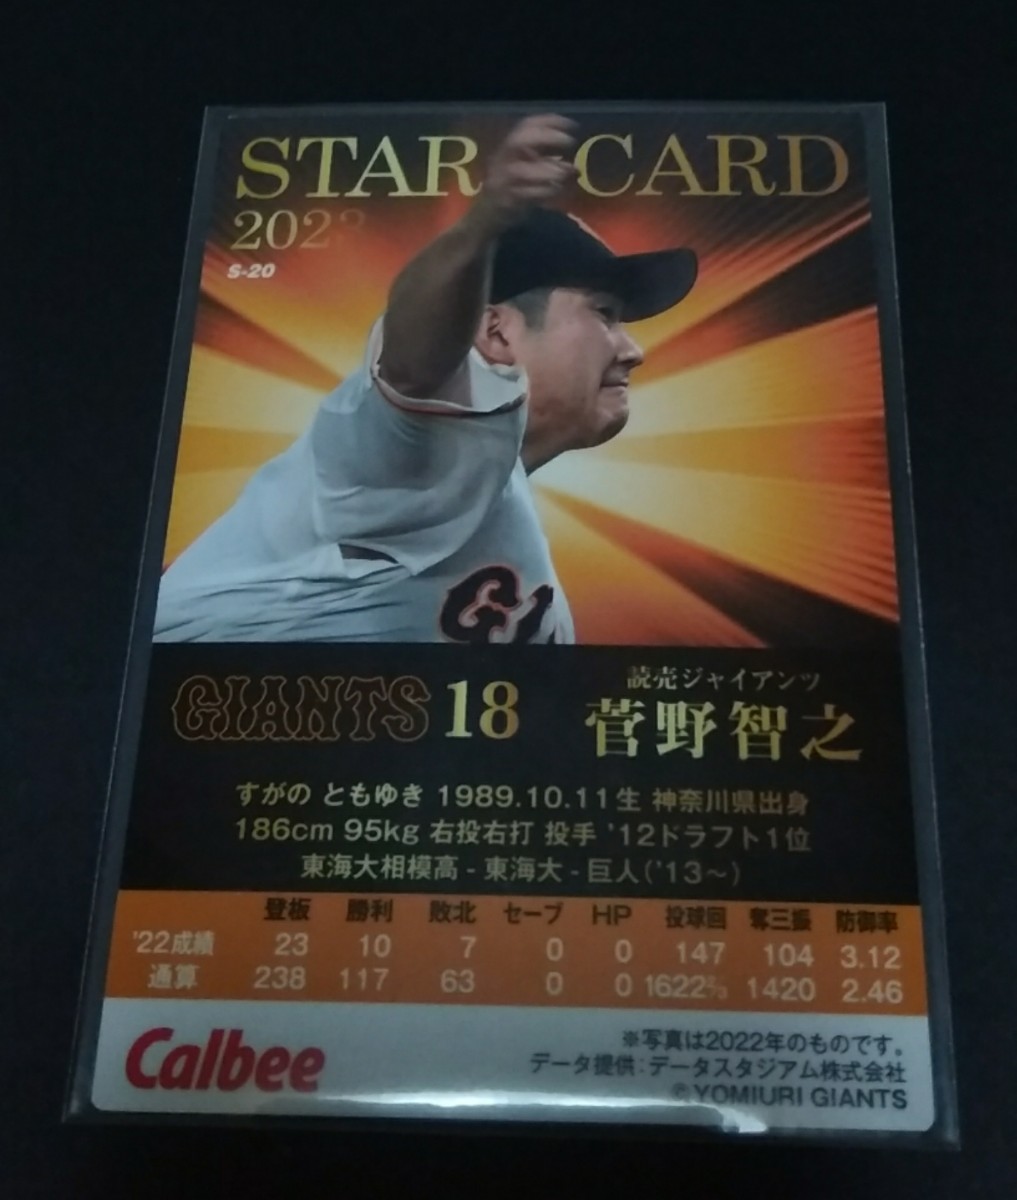 STAR CARD
2023
S-20
GI
GIANTS 18
読売ジャイアンツ
菅野智之
すがの ともゆき 1989.10.11生 神奈川県出身
186cm 95kg 右投右打 投手 '12ドラフト1位
東海大相模高 - 東海大 - 巨人('13~)
登板 勝利 敗北 セーブ HP 投球回 奪三振 防御率
'22成績 23 10 7 0 0 147 104 3.12
通算 238 117 63 0 0 1622⅔ 1420 2.46
Calbee
※写真は2022年のものです。
データ提供:データスタジアム株式会社
© YOMIURI GIANTS